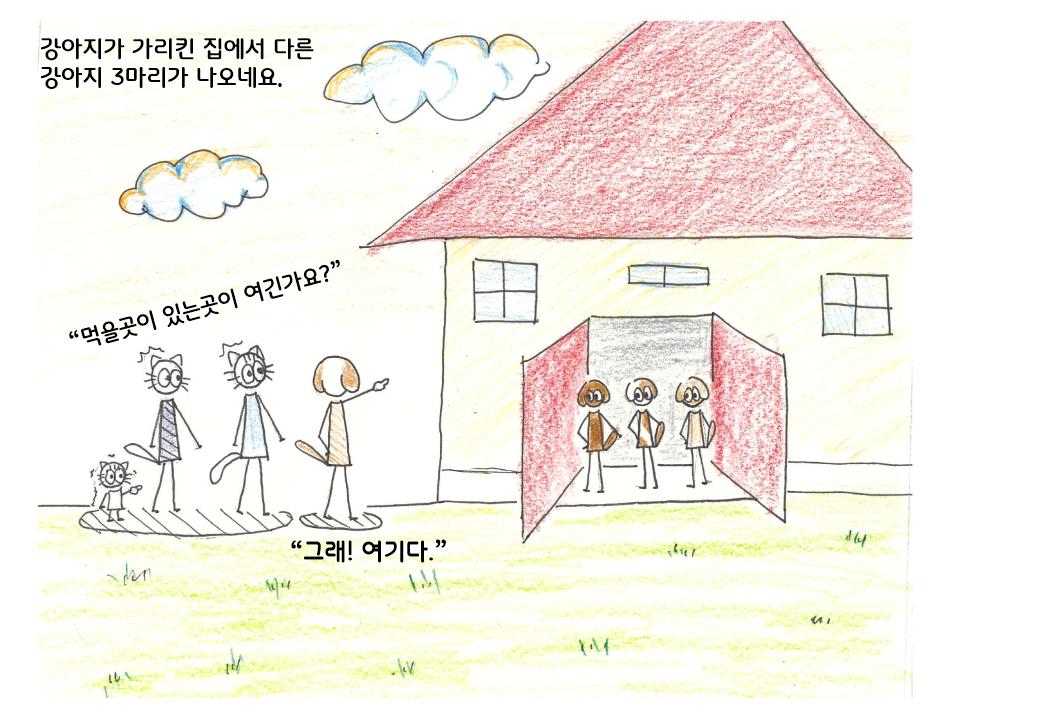 강아지가 가리킨 집에서 다른
강아지 3마리가 나오네요.
“먹을곳이 있는곳이 여긴가요?”
“그래! 여기다.”